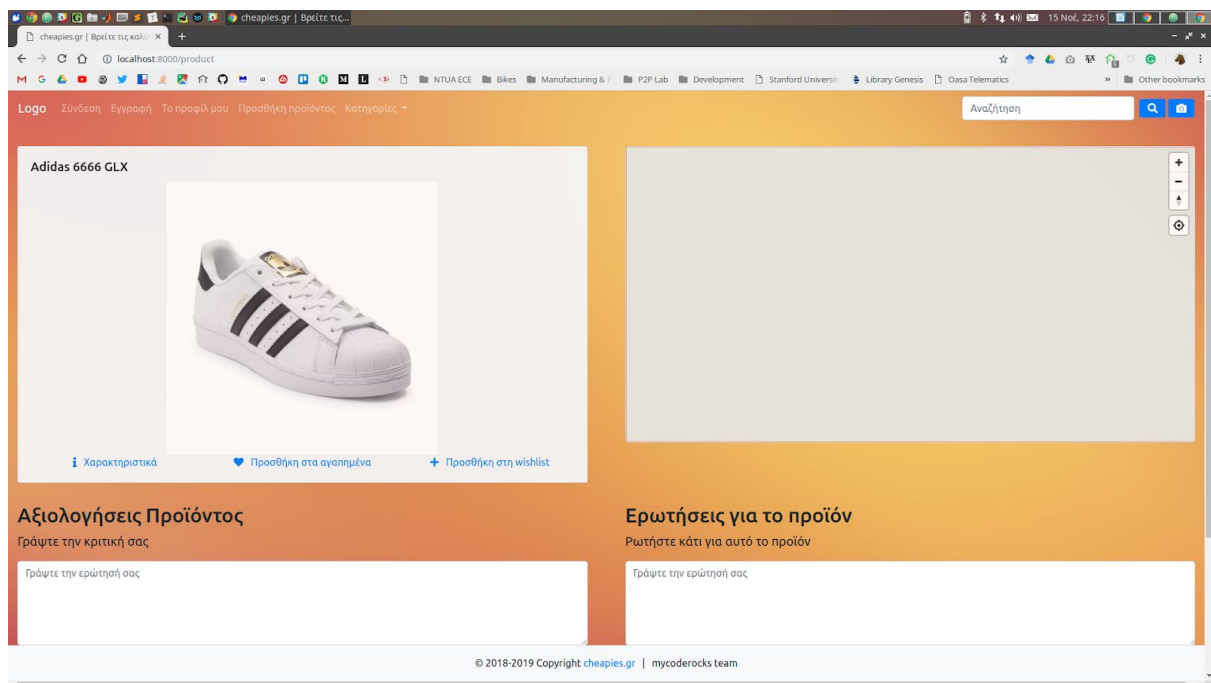 cheapies.gr | Βρείτε τις...
15 Νοέ, 22:16
cheapies.gr | Βρείτε τις καλύ
localhost:8000/product
NTUA ECE
Bikes
Manufacturing &
P2P Lab
Development
Stanford Universit
Library Genesis
Oasa Telematics
Other bookmarks
Logo Σύνδεση Εγγραφή Το προφίλ μου Προσθήκη προϊόντος Κατηγορίες
Αναζήτηση
Adidas 6666 GLX
Χαρακτηριστικά
Προσθήκη στα αγαπημένα
Προσθήκη στη wishlist
Αξιολογήσεις Προϊόντος
Γράψτε την κριτική σας
Γράψτε την ερώτησή σας
Ερωτήσεις για το προϊόν
Ρωτήστε κάτι για αυτό το προϊόν
Γράψτε την ερώτησή σας
© 2018-2019 Copyright cheapies.gr | mycoderocks team